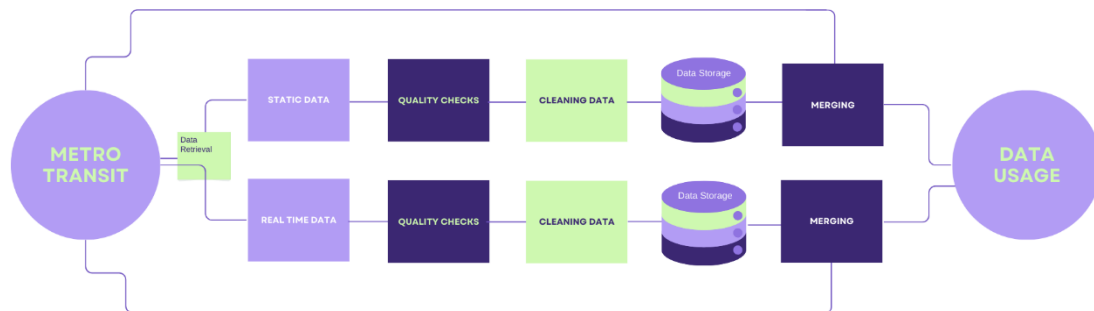 METRO
TRANSIT
Data
Retrieval
STATIC DATA
QUALITY CHECKS
CLEANING DATA
Data Storage
MERGING
REAL TIME DATA
QUALITY CHECKS
CLEANING DATA
Data Storage
MERGING
DATA
USAGE